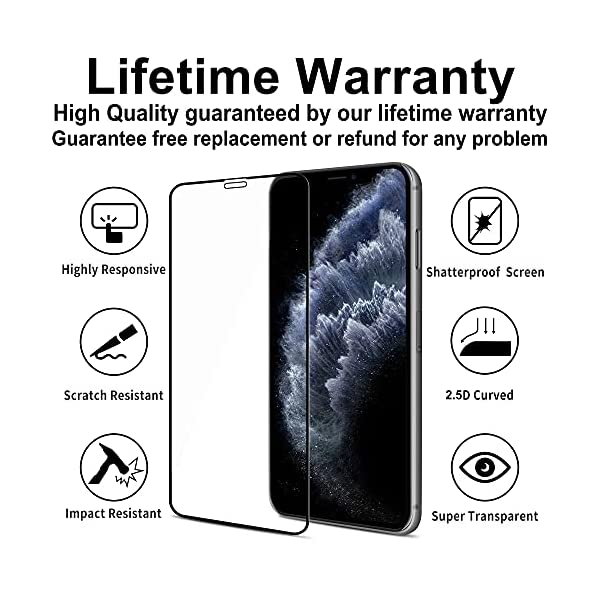 Lifetime Warranty
High Quality guaranteed by our lifetime warranty
Guarantee free replacement or refund for any problem
Highly Responsive
Shatterproof Screen
Scratch Resistant
2.5D Curved
Impact Resistant
Super Transparent